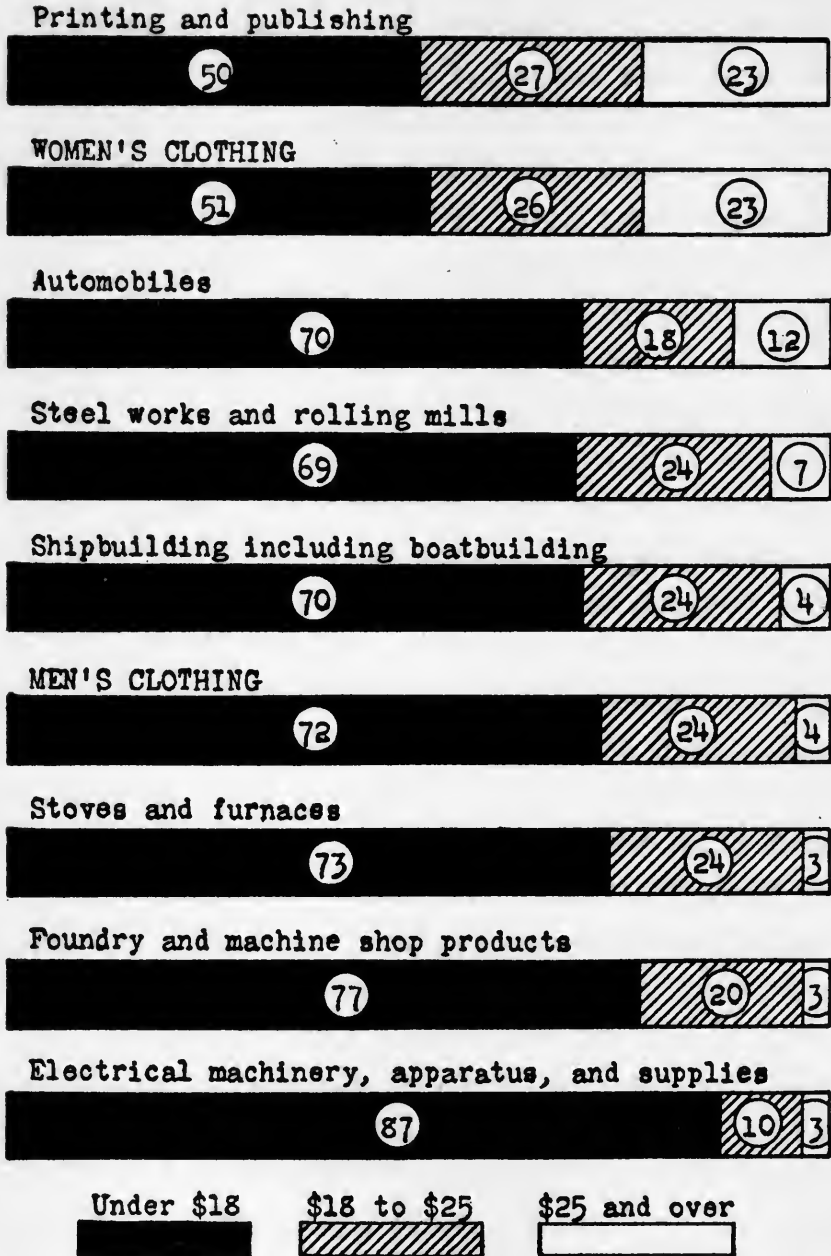 Printing and publishing
50 27 23
WOMEN'S CLOTHING
51 26 23
Automobiles
70 18 12
Steel works and rolling mills
69 24 7
Shipbuilding including boatbuilding
70 24 4
MEN'S CLOTHING
72 24 4
Stoves and furnaces
73 24 3
Foundry and machine shop products
77 20 3
Electrical machinery, apparatus, and supplies
87 10 3
Under $18 $18 to $25 $25 and over